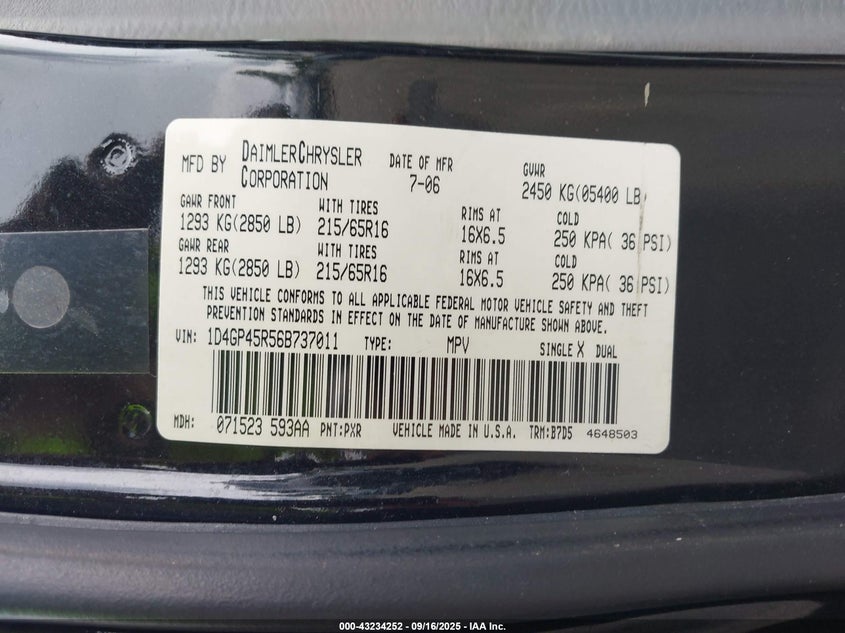 MFD BY DAIMLERCHRYSLER CORPORATION DATE OF MFR 7-06 GVWR 2450 KG(05400 LB)
GAWR FRONT WITH TIRES RIMS AT COLD
1293 KG(2850 LB) 215/65R16 16X6.5 250 KPA( 36 PSI)
GAWR REAR WITH TIRES RIMS AT COLD
1293 KG(2850 LB) 215/65R16 16X6.5 250 KPA( 36 PSI)
THIS VEHICLE CONFORMS TO ALL APPLICABLE FEDERAL MOTOR VEHICLE SAFETY AND THEFT
PREVENTION STANDARDS IN EFFECT ON THE DATE OF MANUFACTURE SHOWN ABOVE.
VIN: 1D4GP45R56B737011 TYPE: MPV SINGLE X DUAL
MDH: 071523 593AA PNT:PXR VEHICLE MADE IN U.S.A. TRM:B7D5 4648503
000-43234252 - 09/16/2025 - IAA Inc.